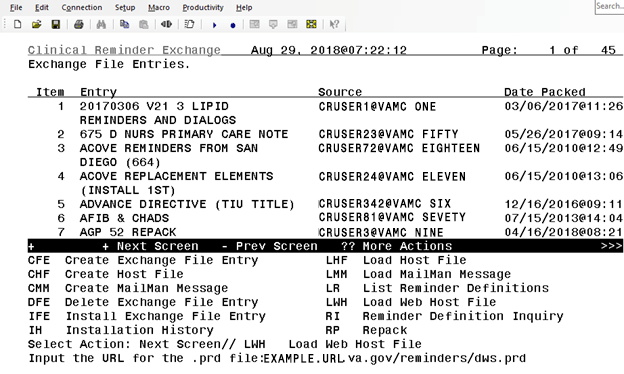 File Edit Connection Setup Macro Productivity Help Search...
Clinical Reminder Exchange Aug 29, 2018@07:22:12 Page: 1 of 45
Exchange File Entries.
Item Entry Source Date Packed
1 20170306 V21 3 LIPID CRUSER1@VAMC ONE 03/06/2017@11:26
REMINDERS AND DIALOGS
2 675 D NURS PRIMARY CARE NOTE CRUSER23@VAMC FIFTY 05/26/2017@09:14
3 ACOVE REMINDERS FROM SAN CRUSER72@VAMC EIGHTEEN 06/15/2010@12:49
DIEGO (664)
4 ACOVE REPLACEMENT ELEMENTS CRUSER24@VAMC ELEVEN 06/15/2010@13:06
(INSTALL 1ST)
5 ADVANCE DIRECTIVE (TIU TITLE) CRUSER342@VAMC SIX 12/16/2016@09:11
6 AFIB & CHADS CRUSER81@VAMC SEVETY 07/15/2013@14:04
7 AGP 52 REPACK CRUSER3@VAMC NINE 04/16/2018@08:21
+ + Next Screen - Prev Screen ?? More Actions >>>
CFE Create Exchange File Entry LHF Load Host File
CHF Create Host File LMM Load MailMan Message
CMM Create MailMan Message LR List Reminder Definitions
DFE Delete Exchange File Entry LWH Load Web Host File
IFE Install Exchange File Entry RI Reminder Definition Inquiry
IH Installation History RP Repack
Select Action: Next Screen// LWH Load Web Host File
Input the URL for the .prd file:EXAMPLE.URL.va.gov/reminders/dws.prd